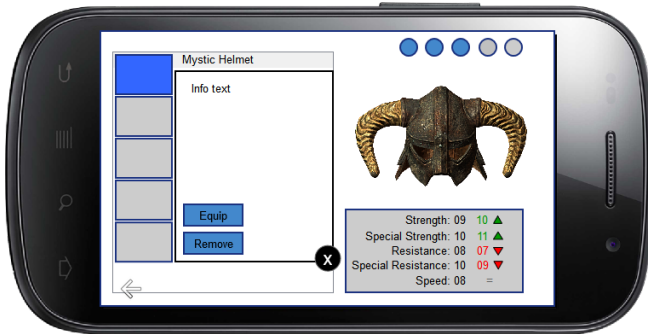 Mystic Helmet
Info text
Equip
Remove
X
Strength: 09 10
Special Strength: 10 11
Resistance: 08 07
Special Resistance: 10 09
Speed: 08 =